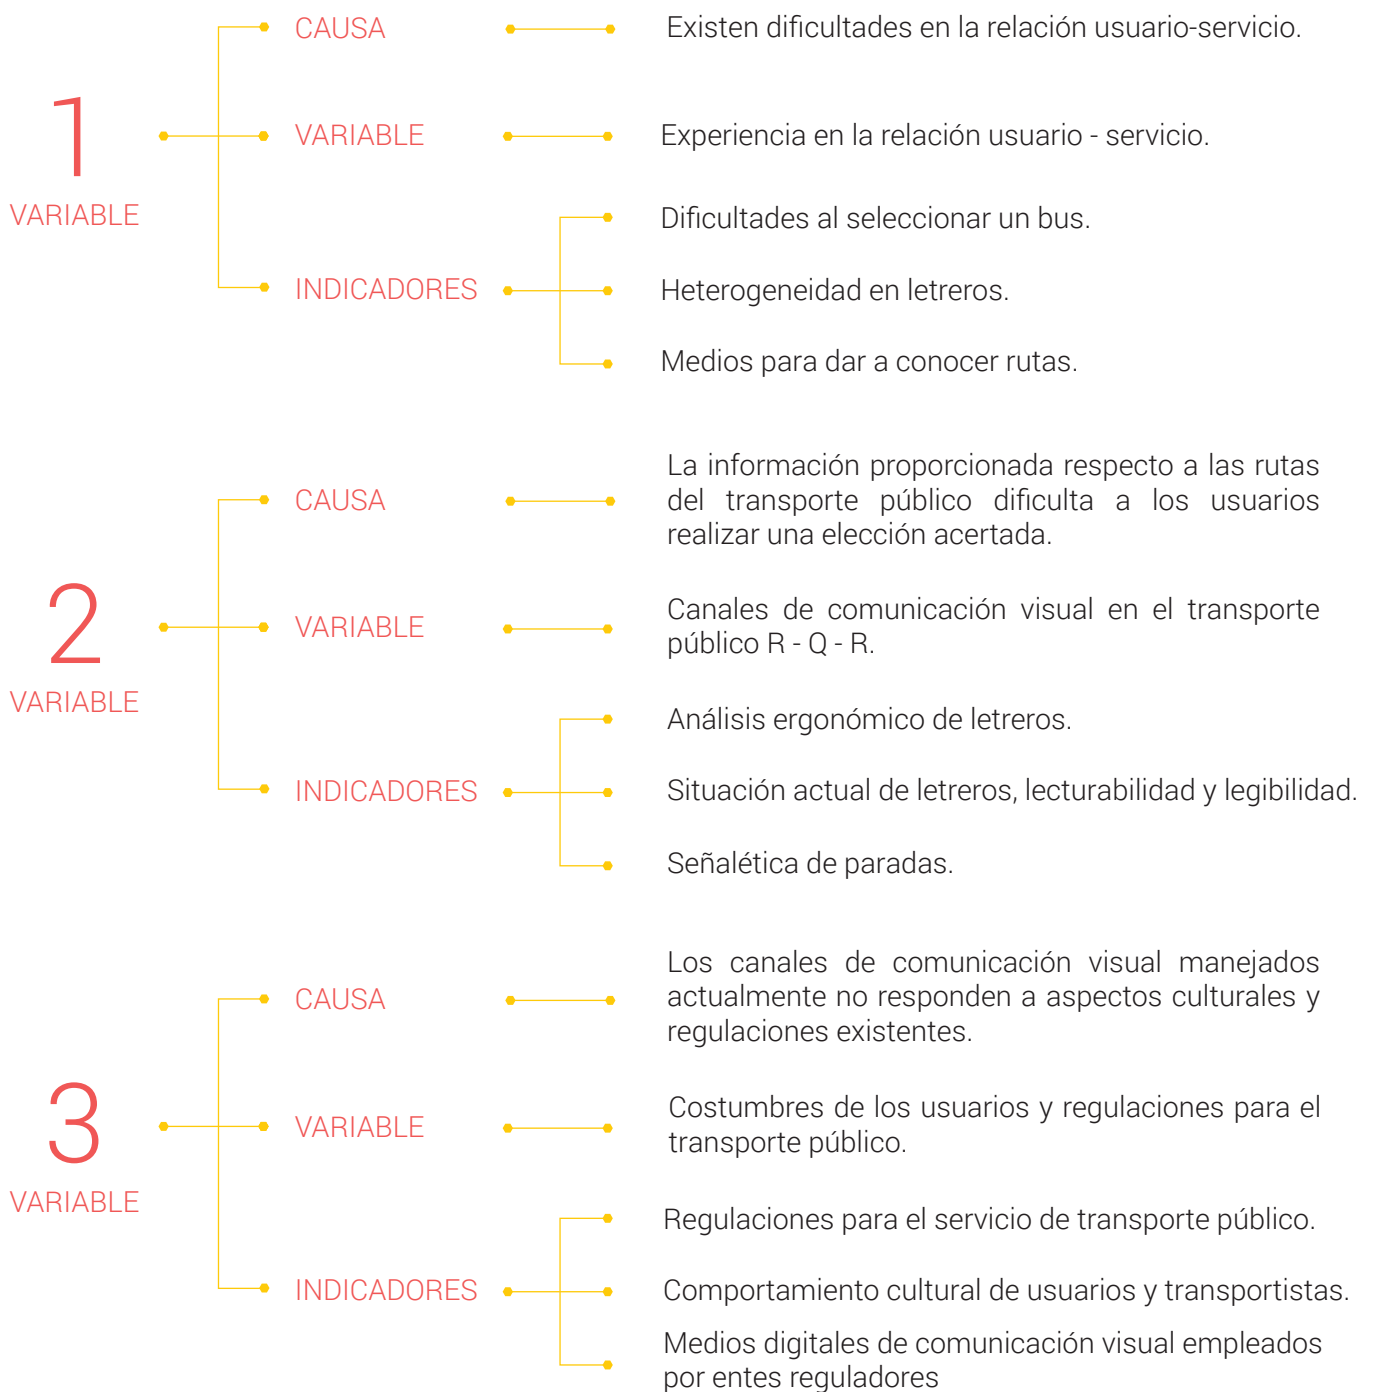 1
VARIABLE
CAUSA
Existen dificultades en la relación usuario-servicio.
VARIABLE
Experiencia en la relación usuario - servicio.
INDICADORES
Dificultades al seleccionar un bus.
Heterogeneidad en letreros.
Medios para dar a conocer rutas.
2
VARIABLE
CAUSA
La información proporcionada respecto a las rutas
del transporte público dificulta a los usuarios
realizar una elección acertada.
VARIABLE
Canales de comunicación visual en el transporte
público R - Q - R.
INDICADORES
Análisis ergonómico de letreros.
Situación actual de letreros, lecturabilidad y legibilidad.
Señalética de paradas.
3
VARIABLE
CAUSA
Los canales de comunicación visual manejados
actualmente no responden a aspectos culturales y
regulaciones existentes.
VARIABLE
Costumbres de los usuarios y regulaciones para el
transporte público.
INDICADORES
Regulaciones para el servicio de transporte público.
Comportamiento cultural de usuarios y transportistas.
Medios digitales de comunicación visual empleados
por entes reguladores